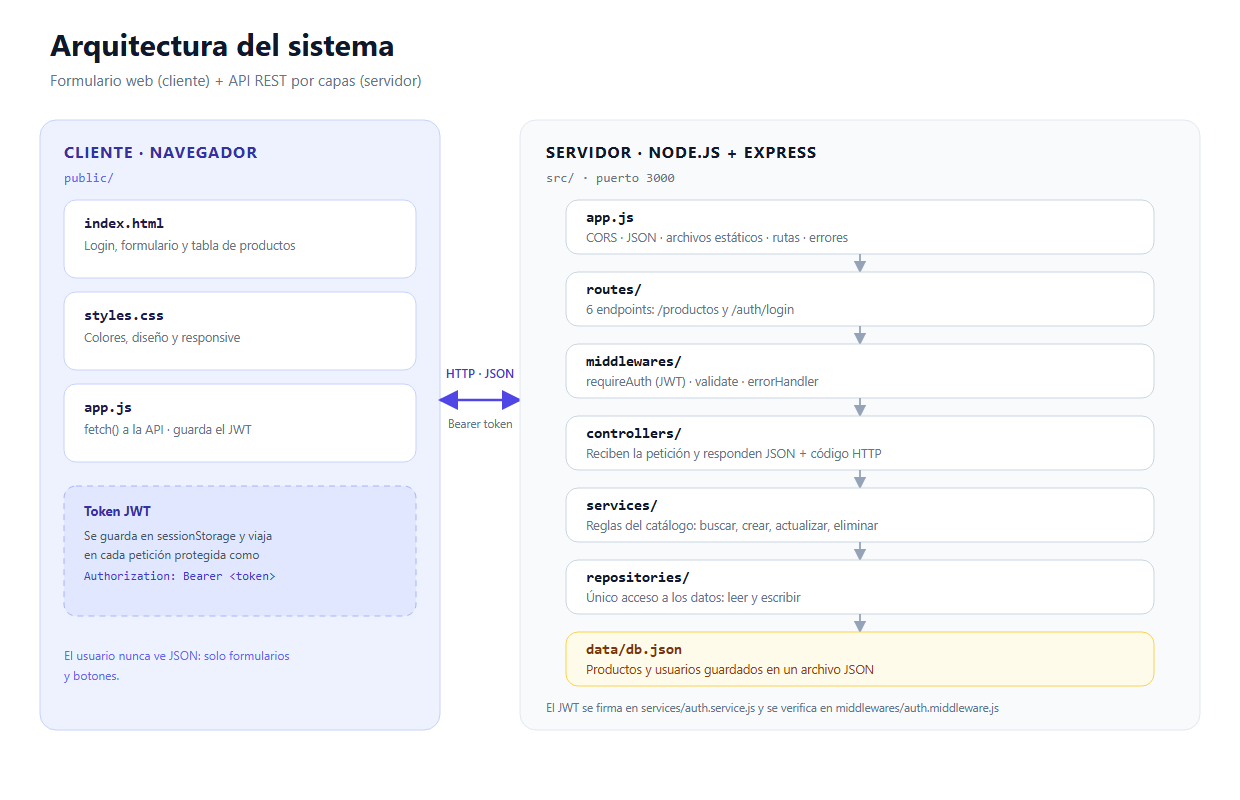 Arquitectura del sistema
Formulario web (cliente) + API REST por capas (servidor)
CLIENTE · NAVEGADOR
public/
index.html
Login, formulario y tabla de productos
styles.css
Colores, diseño y responsive
app.js
fetch() a la API · guarda el JWT
Token JWT
Se guarda en sessionStorage y viaja
en cada petición protegida como
Authorization: Bearer <token>
El usuario nunca ve JSON: solo formularios
y botones.
HTTP · JSON
Bearer token
SERVIDOR · NODE.JS + EXPRESS
src/ · puerto 3000
app.js
CORS · JSON · archivos estáticos · rutas · errores
routes/
6 endpoints: /productos y /auth/login
middlewares/
requireAuth (JWT) · validate · errorHandler
controllers/
Reciben la petición y responden JSON + código HTTP
services/
Reglas del catálogo: buscar, crear, actualizar, eliminar
repositories/
Único acceso a los datos: leer y escribir
data/db.json
Productos y usuarios guardados en un archivo JSON
El JWT se firma en services/auth.service.js y se verifica en middlewares/auth.middleware.js